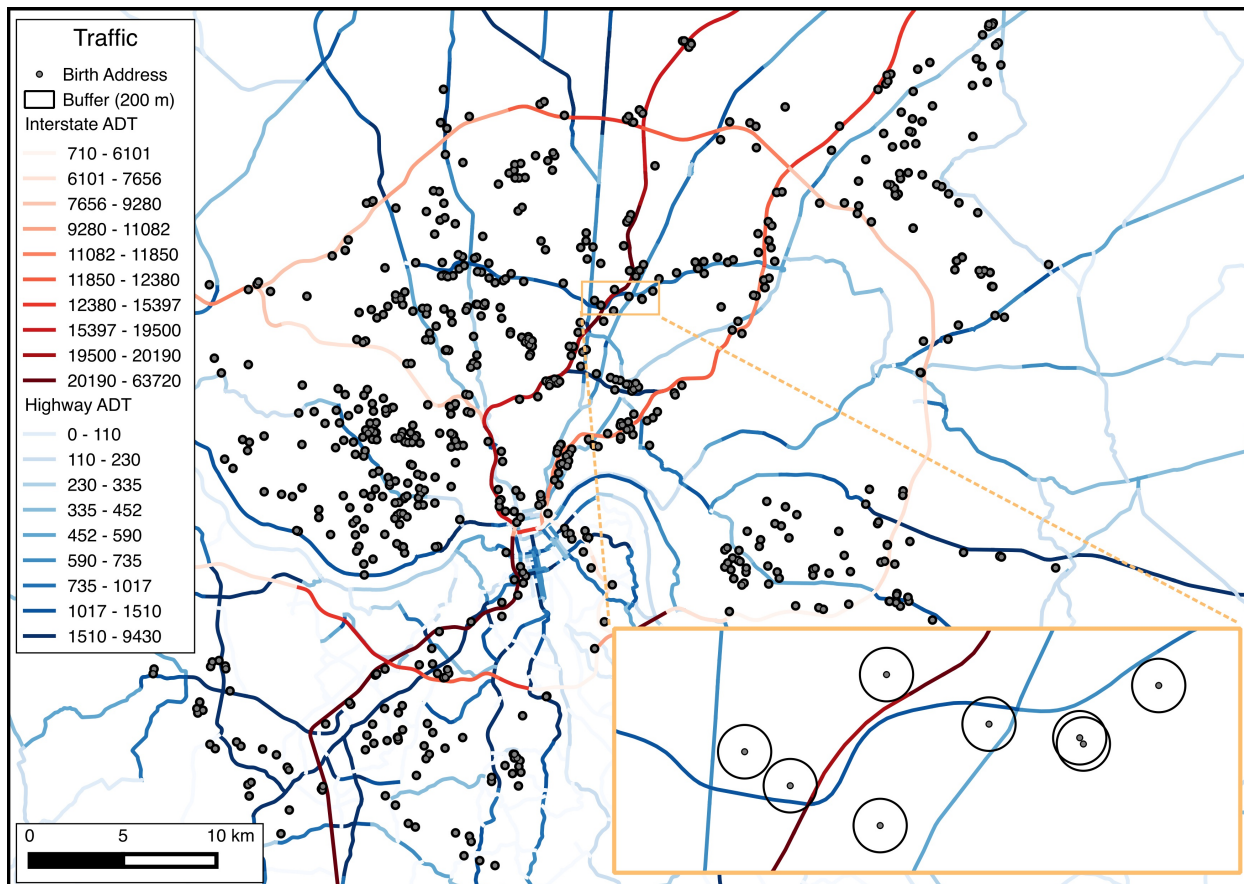 Traffic
Birth Address
Buffer (200 m)
Interstate ADT
710 - 6101
6101 - 7656
7656 - 9280
9280 - 11082
11082 - 11850
11850 - 12380
12380 - 15397
15397 - 19500
19500 - 20190
20190 - 63720
Highway ADT
0 - 110
110 - 230
230 - 335
335 - 452
452 - 590
590 - 735
735 - 1017
1017 - 1510
1510 - 9430
0 5 10 km